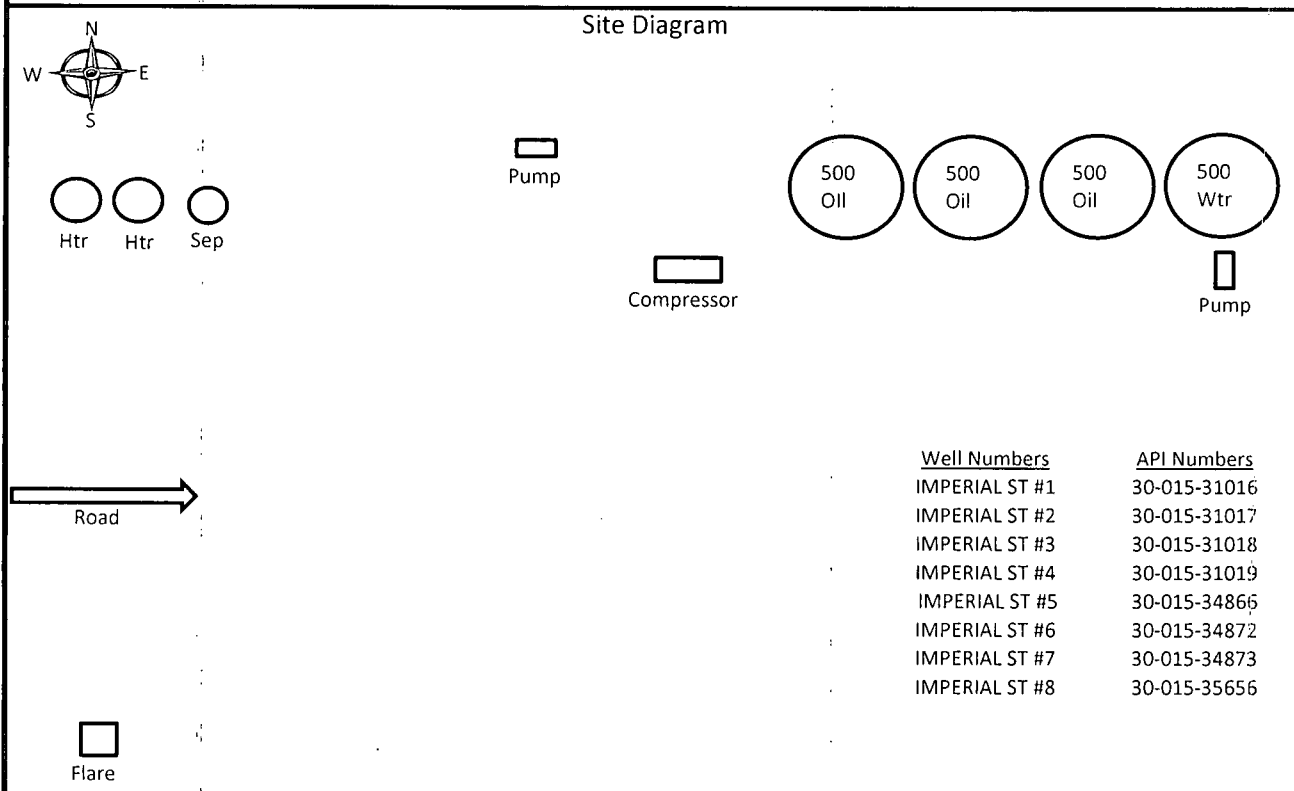 Site Diagram
N
W E
S
Pump
500 500 500 500
OIl Oil Oil Wtr
Htr Htr Sep
Compressor
Pump
Well Numbers API Numbers
IMPERIAL ST #1 30-015-31016
IMPERIAL ST #2 30-015-31017
IMPERIAL ST #3 30-015-31018
IMPERIAL ST #4 30-015-31019
IMPERIAL ST #5 30-015-34866
IMPERIAL ST #6 30-015-34872
IMPERIAL ST #7 30-015-34873
IMPERIAL ST #8 30-015-35656
Road
Flare